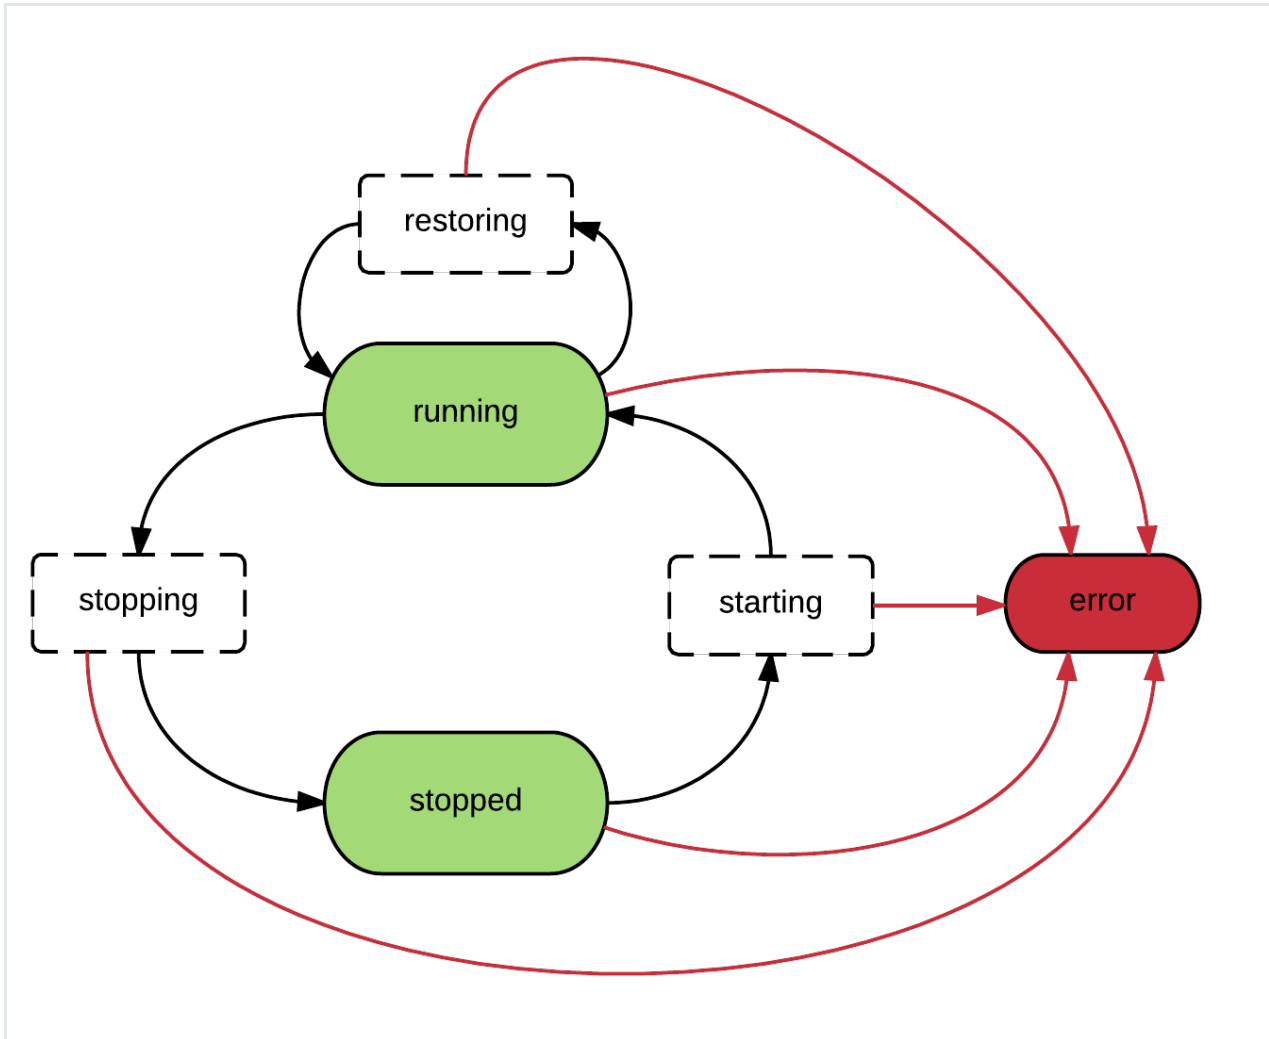 restoring
running
stopping
starting
error
stopped